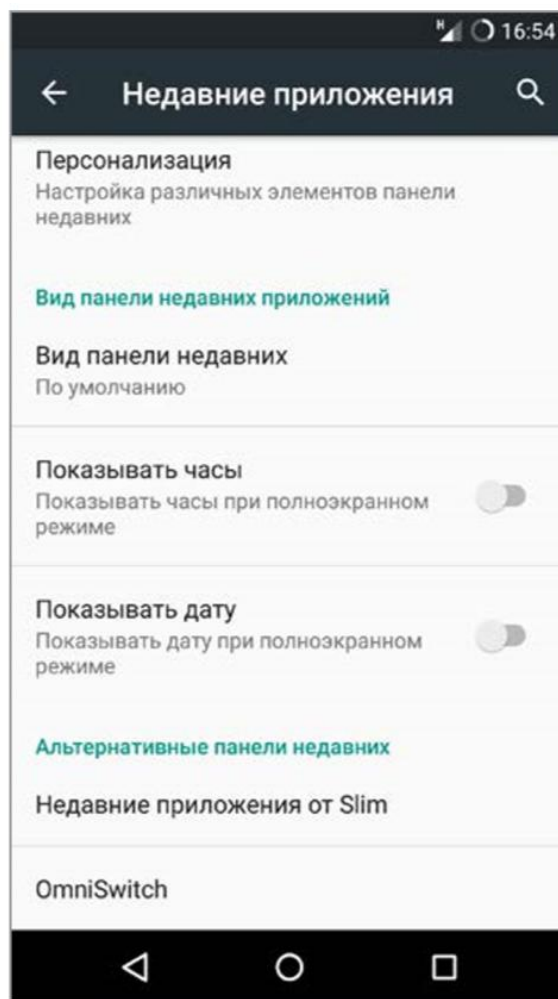 H 16:54
Недавние приложения
Персонализация
Настройка различных элементов панели
недавних
Вид панели недавних приложений
Вид панели недавних
По умолчанию
Показывать часы
Показывать часы при полноэкранном
режиме
Показывать дату
Показывать дату при полноэкранном
режиме
Альтернативные панели недавних
Недавние приложения от Slim
OmniSwitch